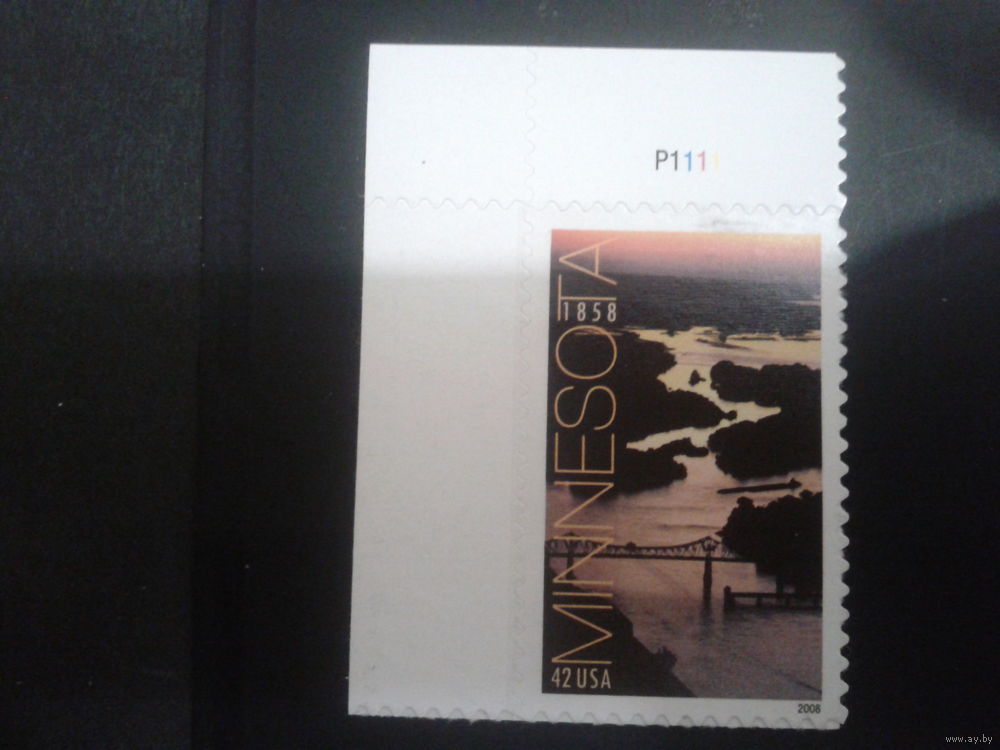 P1111
MINNESOTA
1858
42 USA
2008
www.ay.by